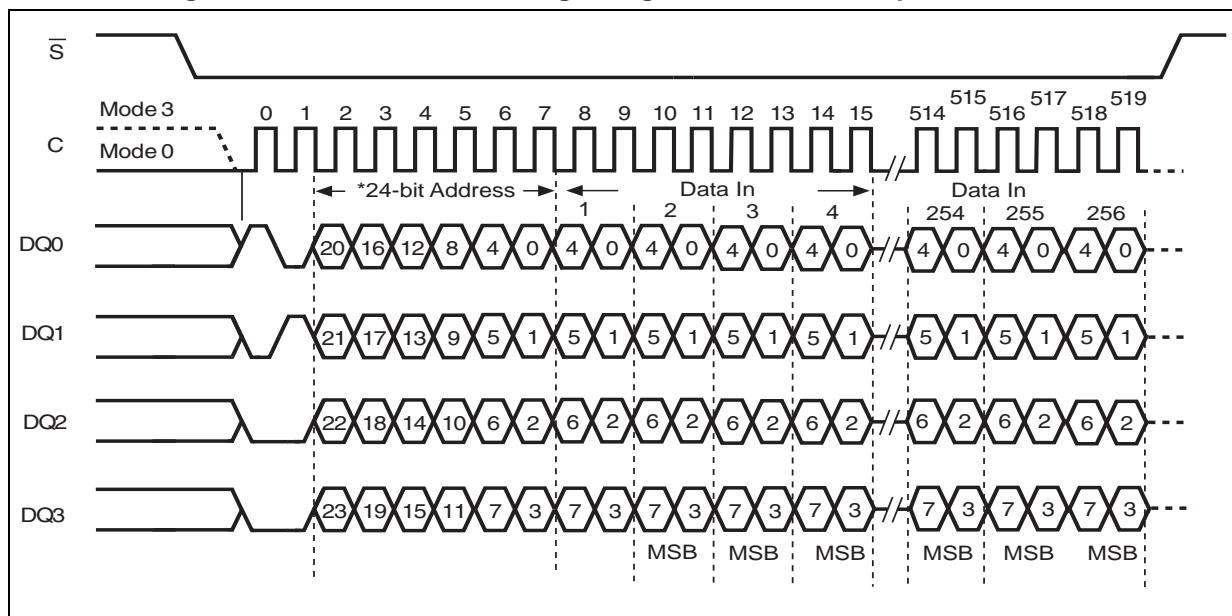 S
Mode 3
0 1 2 3 4 5 6 7 8 9 10 11 12 13 14 15 514 515 516 517 518 519
C
Mode 0
*24-bit Address Data In Data In
1 2 3 4 254 255 256
DQ0 20 16 12 8 4 0 4 0 4 0 4 0 4 0 4 0 4 0 4 0
DQ1 21 17 13 9 5 1 5 1 5 1 5 1 5 1 5 1 5 1 5 1
DQ2 22 18 14 10 6 2 6 2 6 2 6 2 6 2 6 2 6 2 6 2
DQ3 23 19 15 11 7 3 7 3 7 3 7 3 7 3 7 3 7 3 7 3
MSB MSB MSB MSB MSB MSB